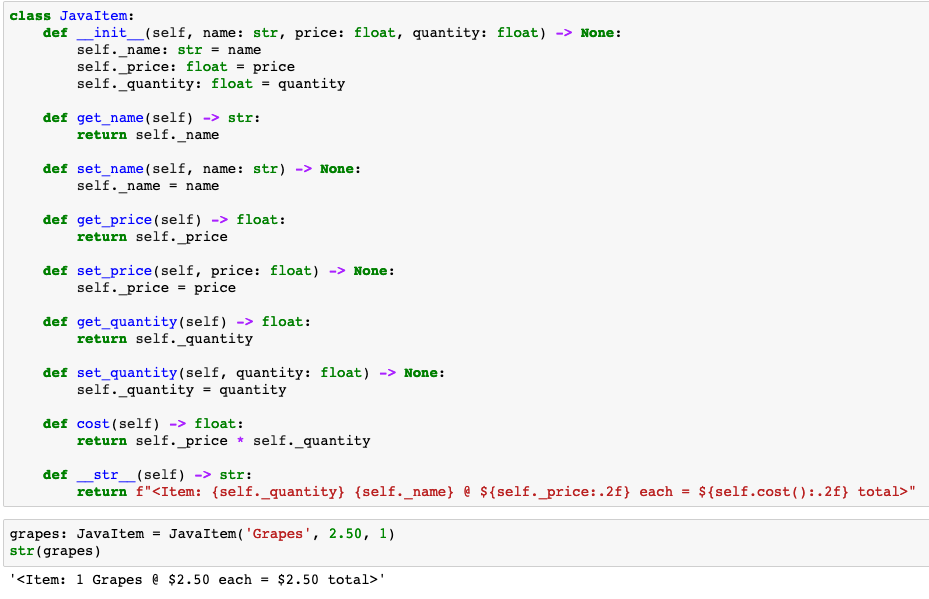 class JavaItem:
    def __init__(self, name: str, price: float, quantity: float) -> None:
        self._name: str = name
        self._price: float = price
        self._quantity: float = quantity

    def get_name(self) -> str:
        return self._name

    def set_name(self, name: str) -> None:
        self._name = name

    def get_price(self) -> float:
        return self._price

    def set_price(self, price: float) -> None:
        self._price = price

    def get_quantity(self) -> float:
        return self._quantity

    def set_quantity(self, quantity: float) -> None:
        self._quantity = quantity

    def cost(self) -> float:
        return self._price * self._quantity

    def __str__(self) -> str:
        return f"<Item: {self._quantity} {self._name} @ ${self._price:.2f} each = ${self.cost():.2f} total>"

grapes: JavaItem = JavaItem('Grapes', 2.50, 1)
str(grapes)

'<Item: 1 Grapes @ $2.50 each = $2.50 total>'